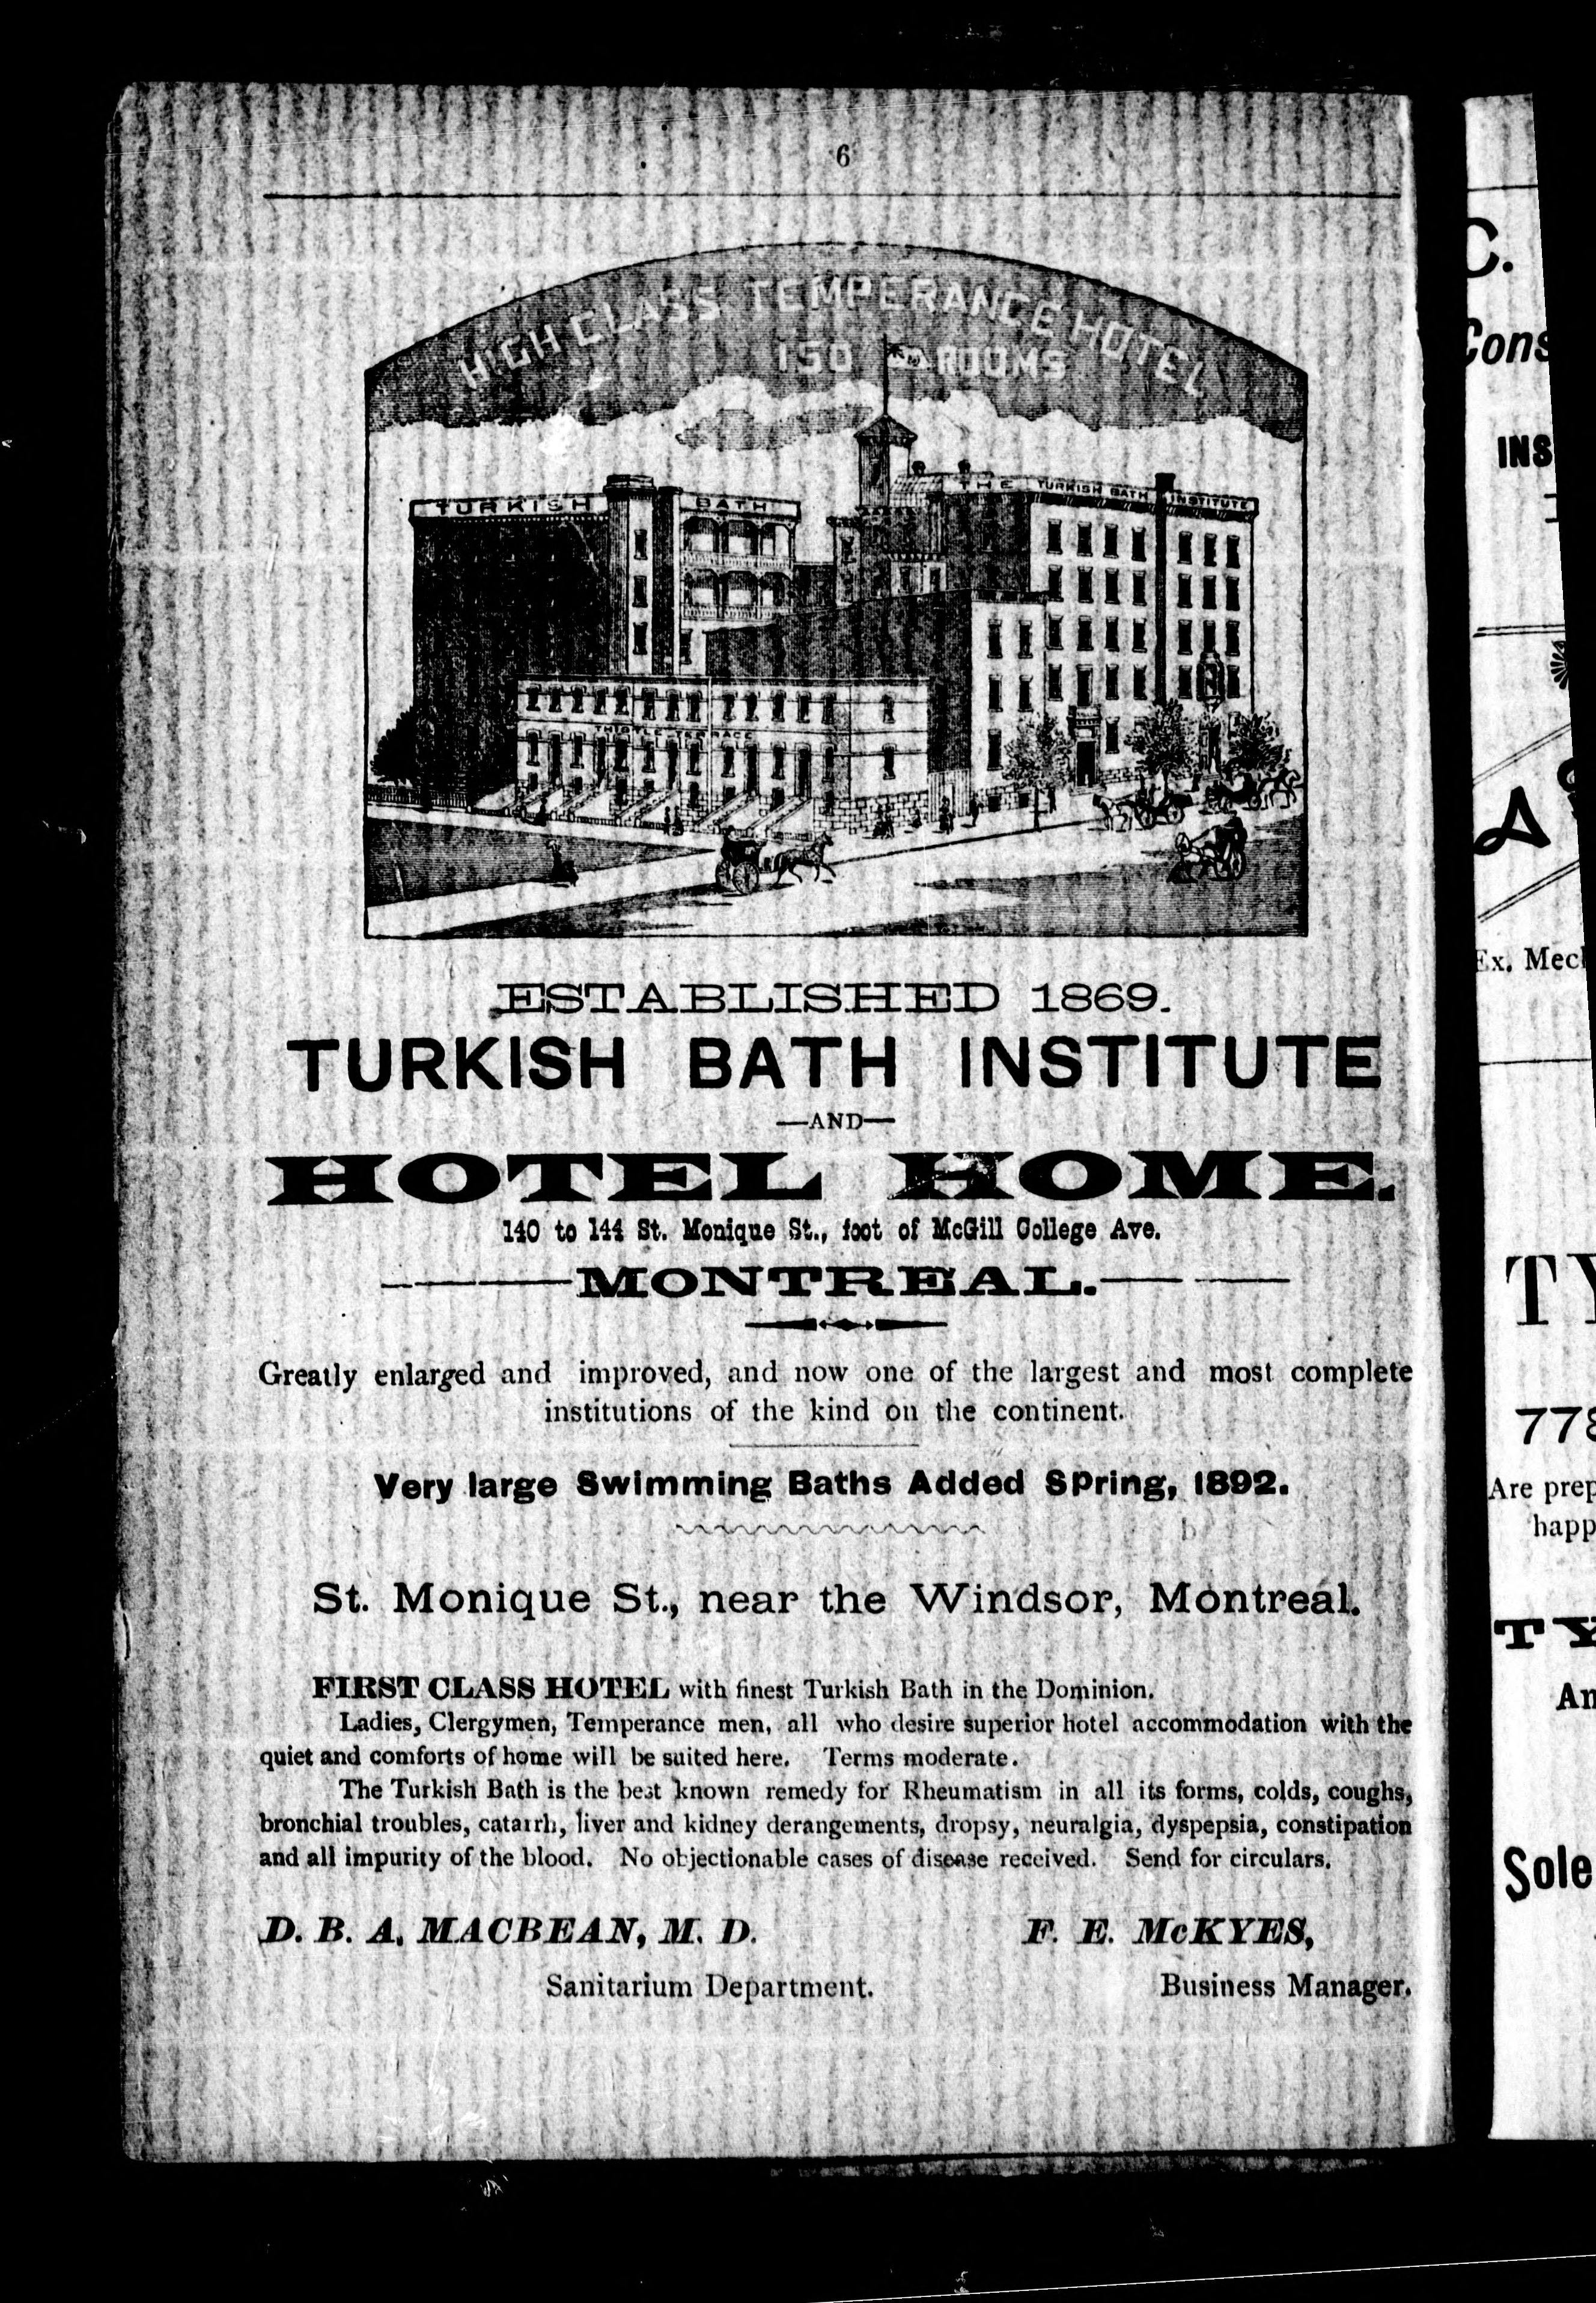 6
HIGH CLASS TEMPERANCE HOTEL
150 ROOMS
TURKISH BATH
THE TURKISH BATH INSTITUTE
THISTLE TERRACE
ESTABLISHED 1869.
TURKISH BATH INSTITUTE
—AND—
HOTEL HOME.
140 to 144 St. Monique St., foot of McGill College Ave.
MONTREAL.
Greatly enlarged and improved, and now one of the largest and most complete
institutions of the kind on the continent.
Very large Swimming Baths Added Spring, 1892.
St. Monique St., near the Windsor, Montreal.
FIRST CLASS HOTEL with finest Turkish Bath in the Dominion.
Ladies, Clergymen, Temperance men, all who desire superior hotel accommodation with the
quiet and comforts of home will be suited here. Terms moderate.
The Turkish Bath is the best known remedy for Rheumatism in all its forms, colds, coughs,
bronchial troubles, catarrh, liver and kidney derangements, dropsy, neuralgia, dyspepsia, constipation
and all impurity of the blood. No objectionable cases of disease received. Send for circulars.
D. B. A. MACBEAN, M. D.
Sanitarium Department.
F. E. McKYES,
Business Manager.
C.
Cons
INS
A
Ex. Mec
TY
778
Are prep
happ
TY
An
Sole